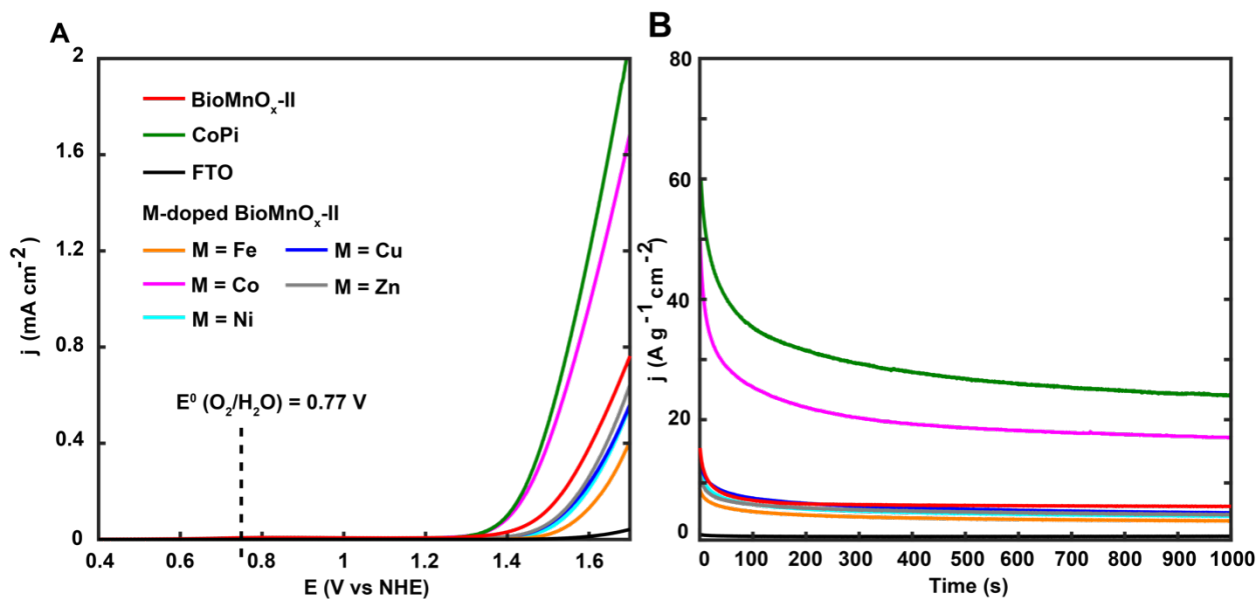 A
2
1.6
1.2
0.8
0.4
0
j (mA cm⁻²)
BioMnOₓ-II
CoPi
FTO
M-doped BioMnOₓ-II
M = Fe
M = Cu
M = Co
M = Zn
M = Ni
E⁰ (O₂/H₂O) = 0.77 V
0.4 0.6 0.8 1 1.2 1.4 1.6
E (V vs NHE)
B
80
60
40
20
0
j (A g⁻¹ cm⁻²)
0 100 200 300 400 500 600 700 800 900 1000
Time (s)